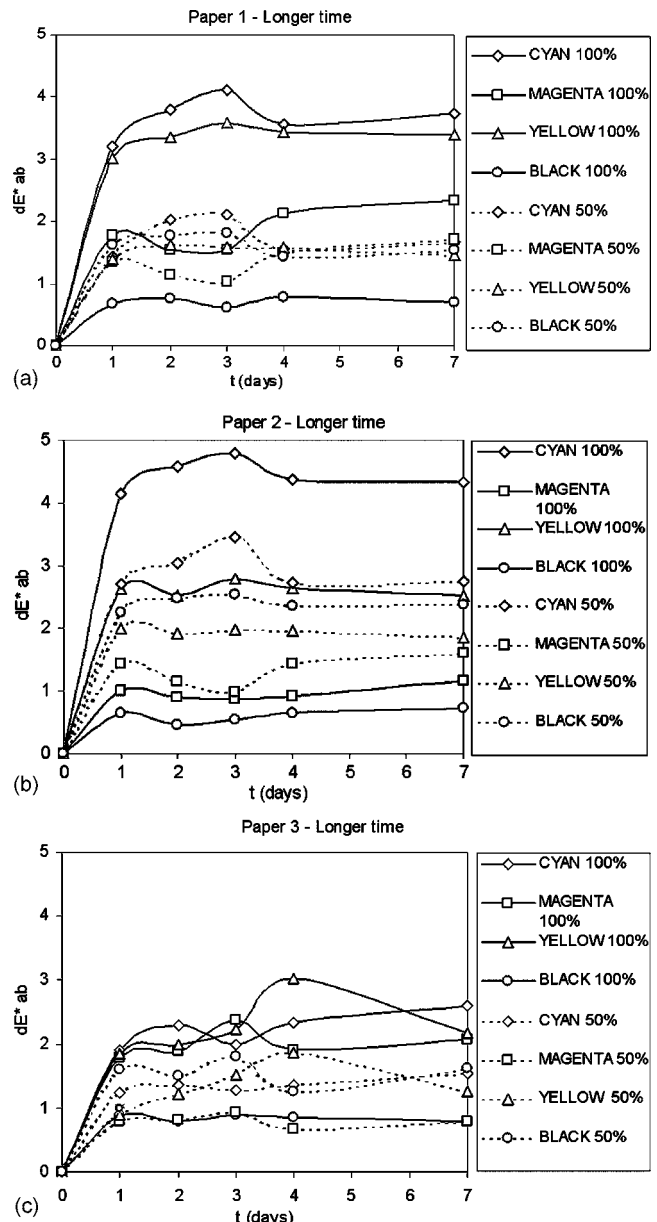 Paper 1 - Longer time
5
4
3
2
1
0
dE* ab
0 1 2 3 4 5 6 7
t (days)
CYAN 100%
MAGENTA 100%
YELLOW 100%
BLACK 100%
CYAN 50%
MAGENTA 50%
YELLOW 50%
BLACK 50%
(a)
Paper 2 - Longer time
5
4
3
2
1
0
dE* ab
0 1 2 3 4 5 6 7
t (days)
CYAN 100%
MAGENTA
100%
YELLOW 100%
BLACK 100%
CYAN 50%
MAGENTA 50%
YELLOW 50%
BLACK 50%
(b)
Paper 3 - Longer time
5
4
3
2
1
0
dE* ab
0 1 2 3 4 5 6 7
t (days)
CYAN 100%
MAGENTA
100%
YELLOW 100%
BLACK 100%
CYAN 50%
MAGENTA 50%
YELLOW 50%
BLACK 50%
(c)